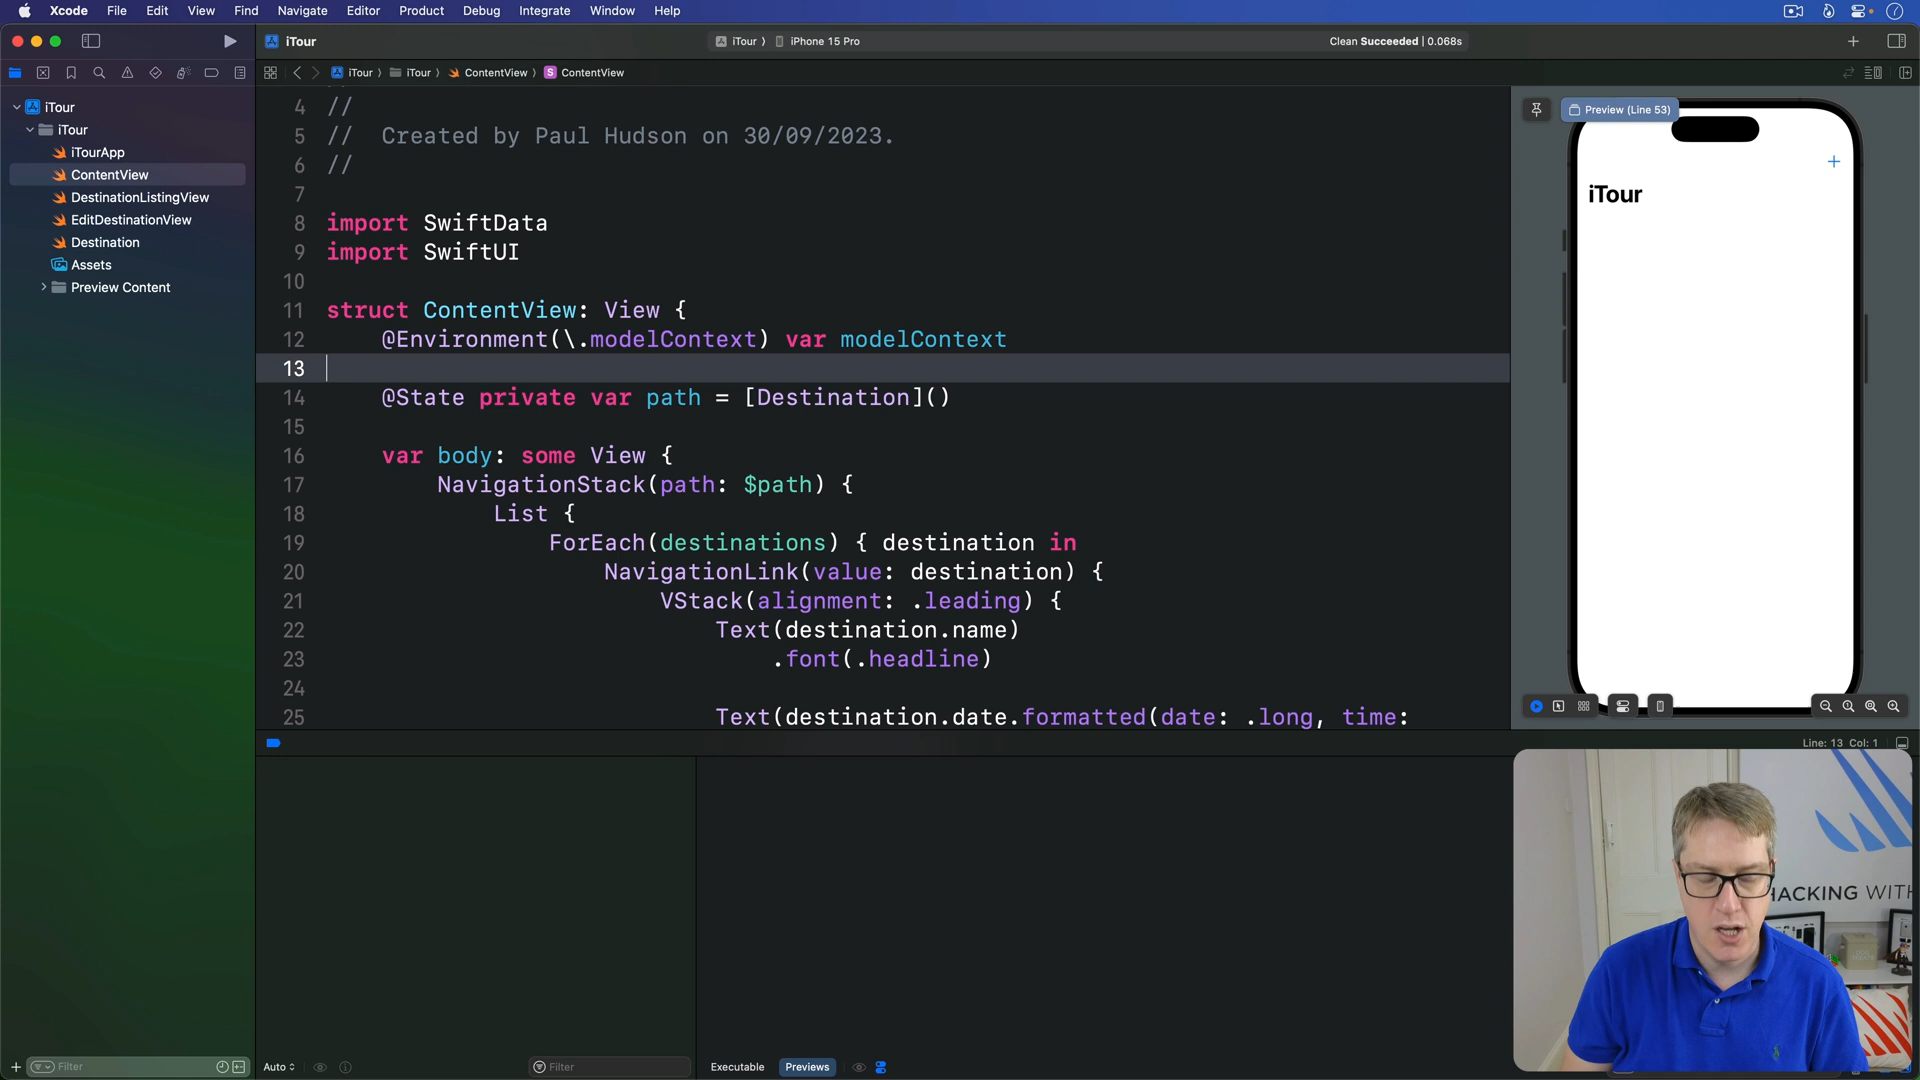 Xcode File Edit View Find Navigate Editor Product Debug Integrate Window Help
iTour
iTour
iPhone 15 Pro
Clean Succeeded | 0.068s
iTour
iTour
ContentView
ContentView
iTour
iTour
iTourApp
ContentView
DestinationListingView
EditDestinationView
Destination
Assets
Preview Content
4 //
5 //  Created by Paul Hudson on 30/09/2023.
6 //
7
8 import SwiftData
9 import SwiftUI
10
11 struct ContentView: View {
12     @Environment(\.modelContext) var modelContext
13
14     @State private var path = [Destination]()
15
16     var body: some View {
17         NavigationStack(path: $path) {
18             List {
19                 ForEach(destinations) { destination in
20                     NavigationLink(value: destination) {
21                         VStack(alignment: .leading) {
22                             Text(destination.name)
23                                 .font(.headline)
24
25                             Text(destination.date.formatted(date: .long, time:
Preview (Line 53)
iTour
Line: 13 Col: 1
HACKING WITH
Filter
Auto
Filter
Executable
Previews